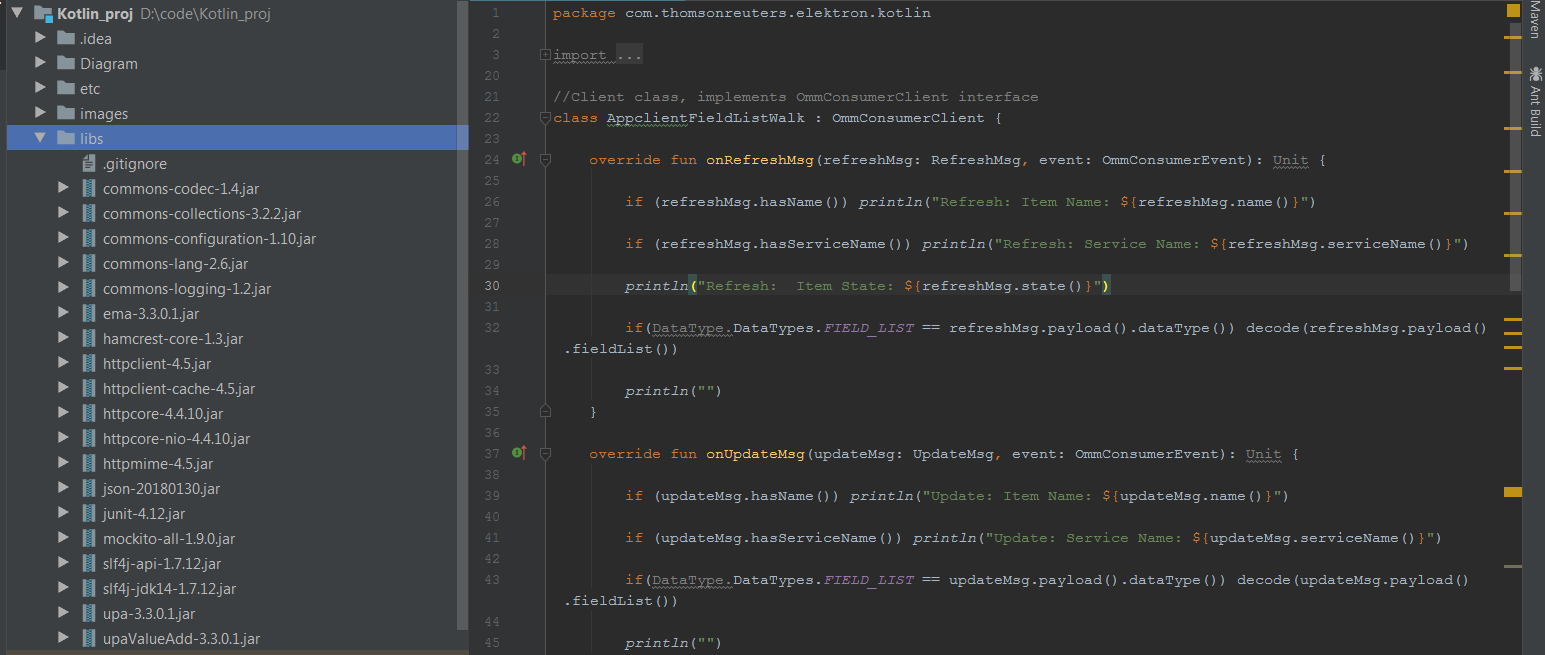 Kotlin_proj D:\code\Kotlin_proj
.idea
Diagram
etc
images
libs
.gitignore
commons-codec-1.4.jar
commons-collections-3.2.2.jar
commons-configuration-1.10.jar
commons-lang-2.6.jar
commons-logging-1.2.jar
ema-3.3.0.1.jar
hamcrest-core-1.3.jar
httpclient-4.5.jar
httpclient-cache-4.5.jar
httpcore-4.4.10.jar
httpcore-nio-4.4.10.jar
httpmime-4.5.jar
json-20180130.jar
junit-4.12.jar
mockito-all-1.9.0.jar
slf4j-api-1.7.12.jar
slf4j-jdk14-1.7.12.jar
upa-3.3.0.1.jar
upaValueAdd-3.3.0.1.jar
1 package com.thomsonreuters.elektron.kotlin
2
3 import ...
20
21 //Client class, implements OmmConsumerClient interface
22 class AppclientFieldListWalk : OmmConsumerClient {
23
24 override fun onRefreshMsg(refreshMsg: RefreshMsg, event: OmmConsumerEvent): Unit {
25
26 if (refreshMsg.hasName()) println("Refresh: Item Name: ${refreshMsg.name()}")
27
28 if (refreshMsg.hasServiceName()) println("Refresh: Service Name: ${refreshMsg.serviceName()}")
29
30 println("Refresh:  Item State: ${refreshMsg.state()}")
31
32 if(DataType.DataTypes.FIELD_LIST == refreshMsg.payload().dataType()) decode(refreshMsg.payload()
.fieldList())
33
34 println("")
35 }
36
37 override fun onUpdateMsg(updateMsg: UpdateMsg, event: OmmConsumerEvent): Unit {
38
39 if (updateMsg.hasName()) println("Update: Item Name: ${updateMsg.name()}")
40
41 if (updateMsg.hasServiceName()) println("Update: Service Name: ${updateMsg.serviceName()}")
42
43 if(DataType.DataTypes.FIELD_LIST == updateMsg.payload().dataType()) decode(updateMsg.payload()
.fieldList())
44
45 println("")
Maven
Ant Build